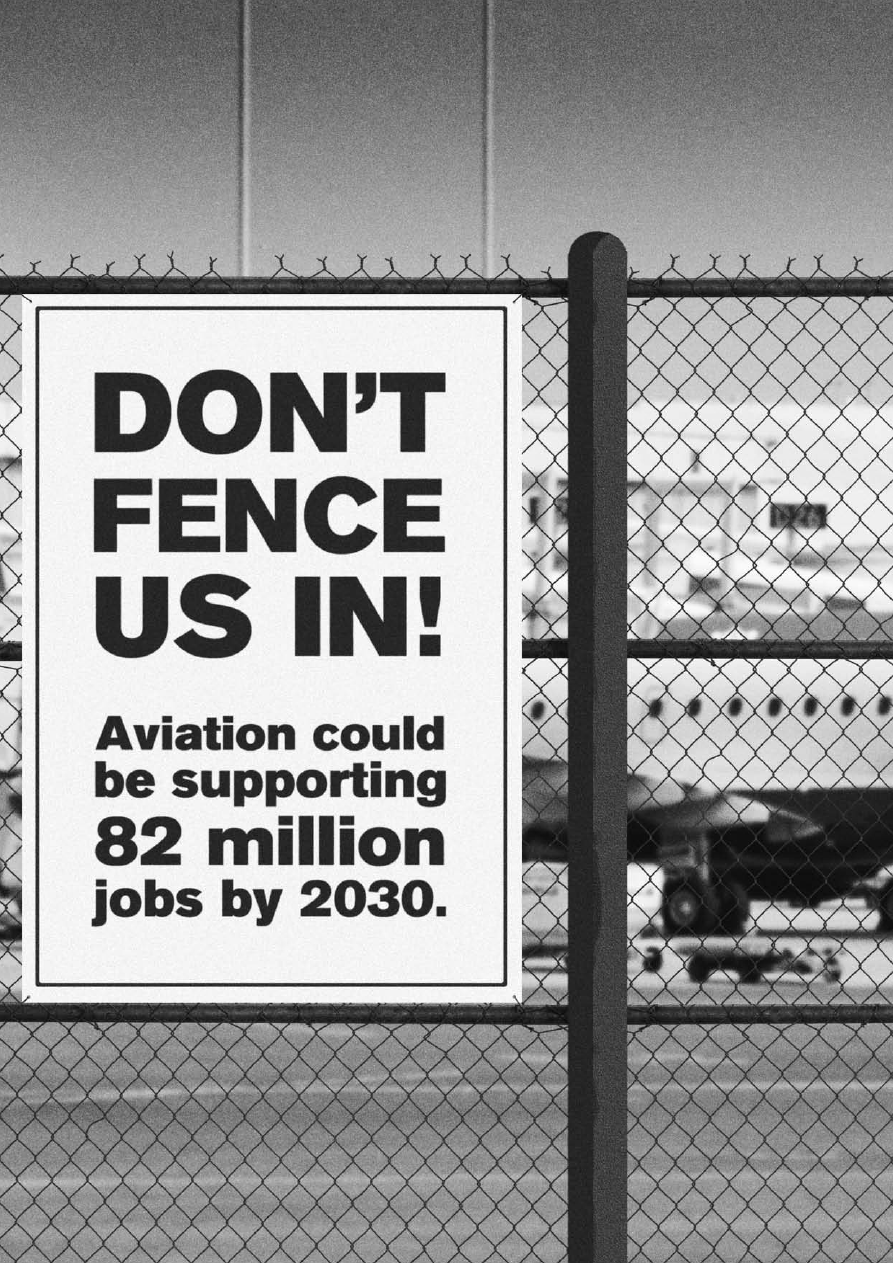 DON'T
FENCE
US IN!
Aviation could
be supporting
82 million
jobs by 2030.